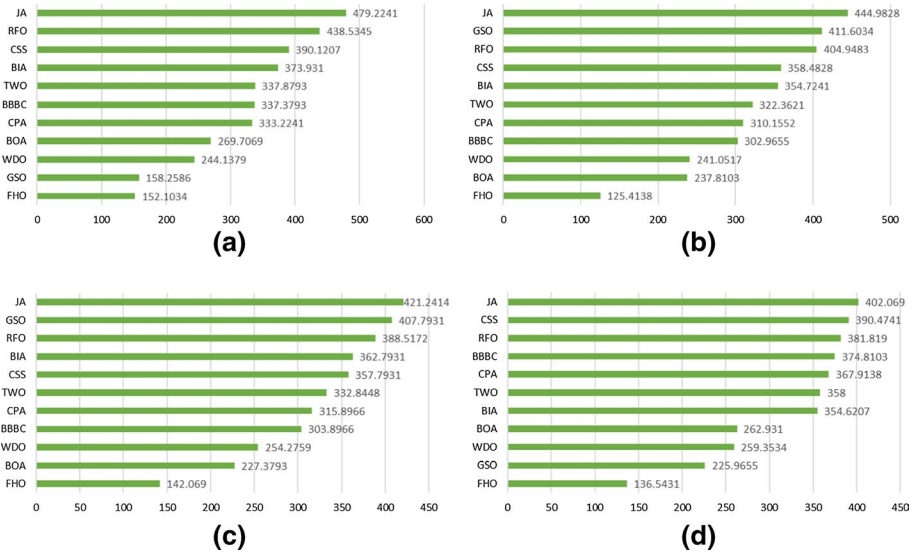 JA 479.2241
RFO 438.5345
CSS 390.1207
BIA 373.931
TWO 337.8793
BBBC 337.3793
CPA 333.2241
BOA 269.7069
WDO 244.1379
GSO 158.2586
FHO 152.1034
0 100 200 300 400 500 600
(a)
JA 444.9828
GSO 411.6034
RFO 404.9483
CSS 358.4828
BIA 354.7241
TWO 322.3621
CPA 310.1552
BBBC 302.9655
WDO 241.0517
BOA 237.8103
FHO 125.4138
0 100 200 300 400 500
(b)
JA 421.2414
GSO 407.7931
RFO 388.5172
BIA 362.7931
CSS 357.7931
TWO 332.8448
CPA 315.8966
BBBC 303.8966
WDO 254.2759
BOA 227.3793
FHO 142.069
0 50 100 150 200 250 300 350 400 450
(c)
JA 402.069
CSS 390.4741
RFO 381.819
BBBC 374.8103
CPA 367.9138
TWO 358
BIA 354.6207
BOA 262.931
WDO 259.3534
GSO 225.9655
FHO 136.5431
0 50 100 150 200 250 300 350 400 450
(d)